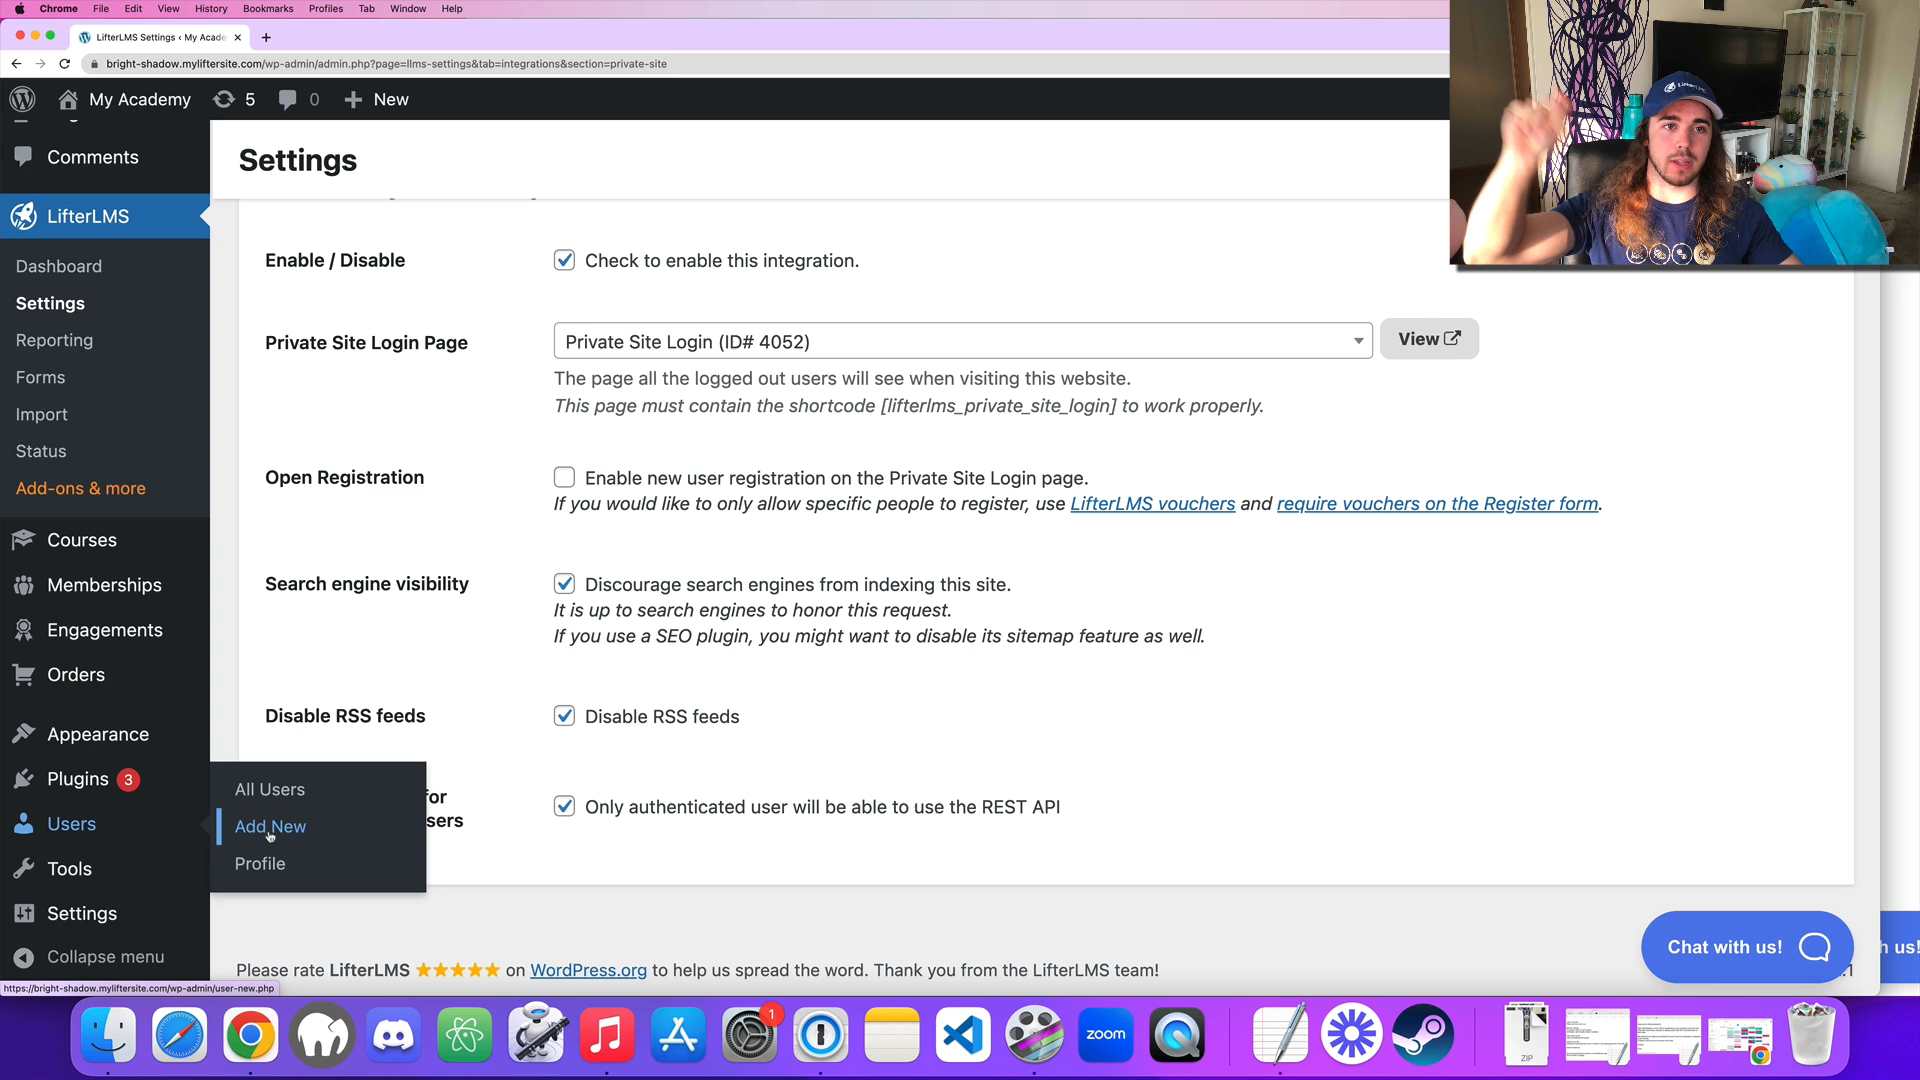 Chrome File Edit View History Bookmarks Profiles Tab Window Help
LifterLMS Settings ‹ My Acade
bright-shadow.myliftersite.com/wp-admin/admin.php?page=llms-settings&tab=integrations&section=private-site
My Academy 5 0 New
Comments
LifterLMS
Dashboard
Settings
Reporting
Forms
Import
Status
Add-ons & more
Courses
Memberships
Engagements
Orders
Appearance
Plugins 3
Users
Tools
Settings
Collapse menu
All Users
Add New
Profile
Settings
Enable / Disable
Check to enable this integration.
Private Site Login Page
Private Site Login (ID# 4052)
View
The page all the logged out users will see when visiting this website.
This page must contain the shortcode [lifterlms_private_site_login] to work properly.
Open Registration
Enable new user registration on the Private Site Login page.
If you would like to only allow specific people to register, use LifterLMS vouchers and require vouchers on the Register form.
Search engine visibility
Discourage search engines from indexing this site.
It is up to search engines to honor this request.
If you use a SEO plugin, you might want to disable its sitemap feature as well.
Disable RSS feeds
Disable RSS feeds
for
sers
Only authenticated user will be able to use the REST API
Chat with us!
h us!
Please rate LifterLMS ★★★★★ on WordPress.org to help us spread the word. Thank you from the LifterLMS team!
.1
https://bright-shadow.myliftersite.com/wp-admin/user-new.php
LifterLMS
1
zoom
ZIP